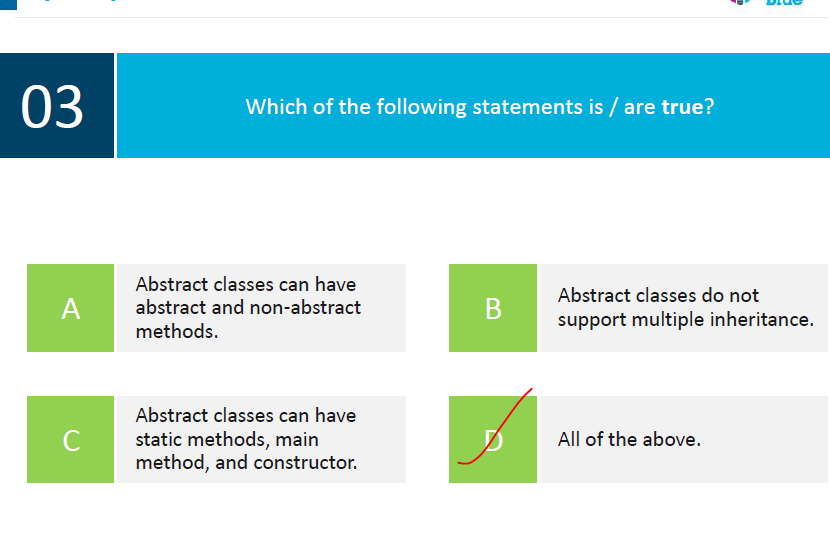 blue
03
Which of the following statements is / are true?
A
Abstract classes can have
abstract and non-abstract
methods.
B
Abstract classes do not
support multiple inheritance.
C
Abstract classes can have
static methods, main
method, and constructor.
D
All of the above.